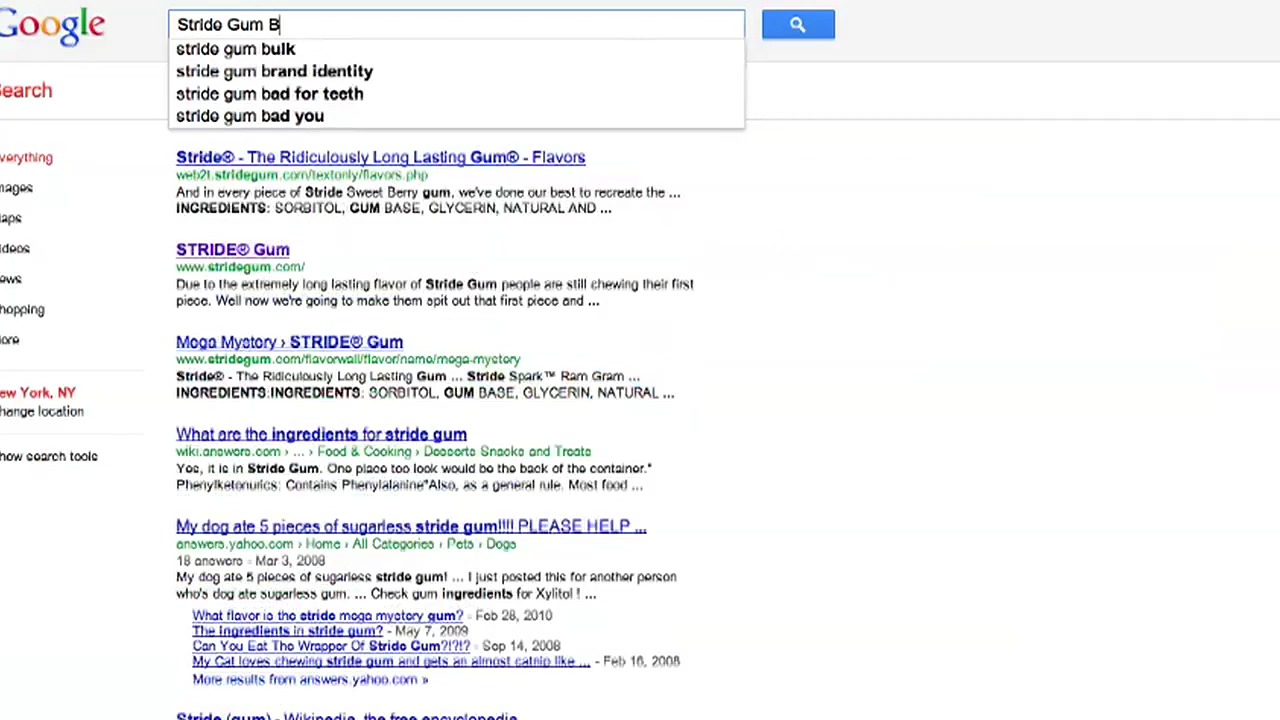 Google
Stride Gum B
stride gum bulk
stride gum brand identity
stride gum bad for teeth
stride gum bad you
Search
verything
mages
aps
ideos
ews
hopping
ore
ew York, NY
hange location
how search tools
Stride® - The Ridiculously Long Lasting Gum® - Flavors
web2l.stridegum.com/textonly/flavors.php
And in every piece of Stride Sweet Berry gum, we've done our best to recreate the ...
INGREDIENTS: SORBITOL, GUM BASE, GLYCERIN, NATURAL AND ...
STRIDE® Gum
www.stridegum.com/
Due to the extremely long lasting flavor of Stride Gum people are still chewing their first
piece. Well now we're going to make them spit out that first piece and ...
Mega Mystery › STRIDE® Gum
www.stridegum.com/flavorwall/flavor/name/mega-mystery
Stride® - The Ridiculously Long Lasting Gum ... Stride Spark™ Ram Gram ...
INGREDIENTS:INGREDIENTS: SORBITOL, GUM BASE, GLYCERIN, NATURAL ...
What are the ingredients for stride gum
wiki.answers.com › ... › Food & Cooking › Desserts Snacks and Treats
Yes, it is in Stride Gum. One place too look would be the back of the container."
Phenylketonurics: Contains Phenylalanine"Also, as a general rule. Most food ...
My dog ate 5 pieces of sugarless stride gum!!!! PLEASE HELP ...
answers.yahoo.com › Home › All Categories › Pets › Dogs
18 answers - Mar 3, 2008
My dog ate 5 pieces of sugarless stride gum! ... I just posted this for another person
who's dog ate sugarless gum. ... Check gum ingredients for Xylitol ! ...
What flavor is the stride mega mystery gum? - Feb 28, 2010
The ingredients in stride gum? - May 7, 2009
Can You Eat The Wrapper Of Stride Gum?!?!? - Sep 14, 2008
My Cat loves chewing stride gum and gets an almost catnip like ... - Feb 16, 2008
More results from answers.yahoo.com »
Stride (gum) - Wikipedia, the free encyclopedia